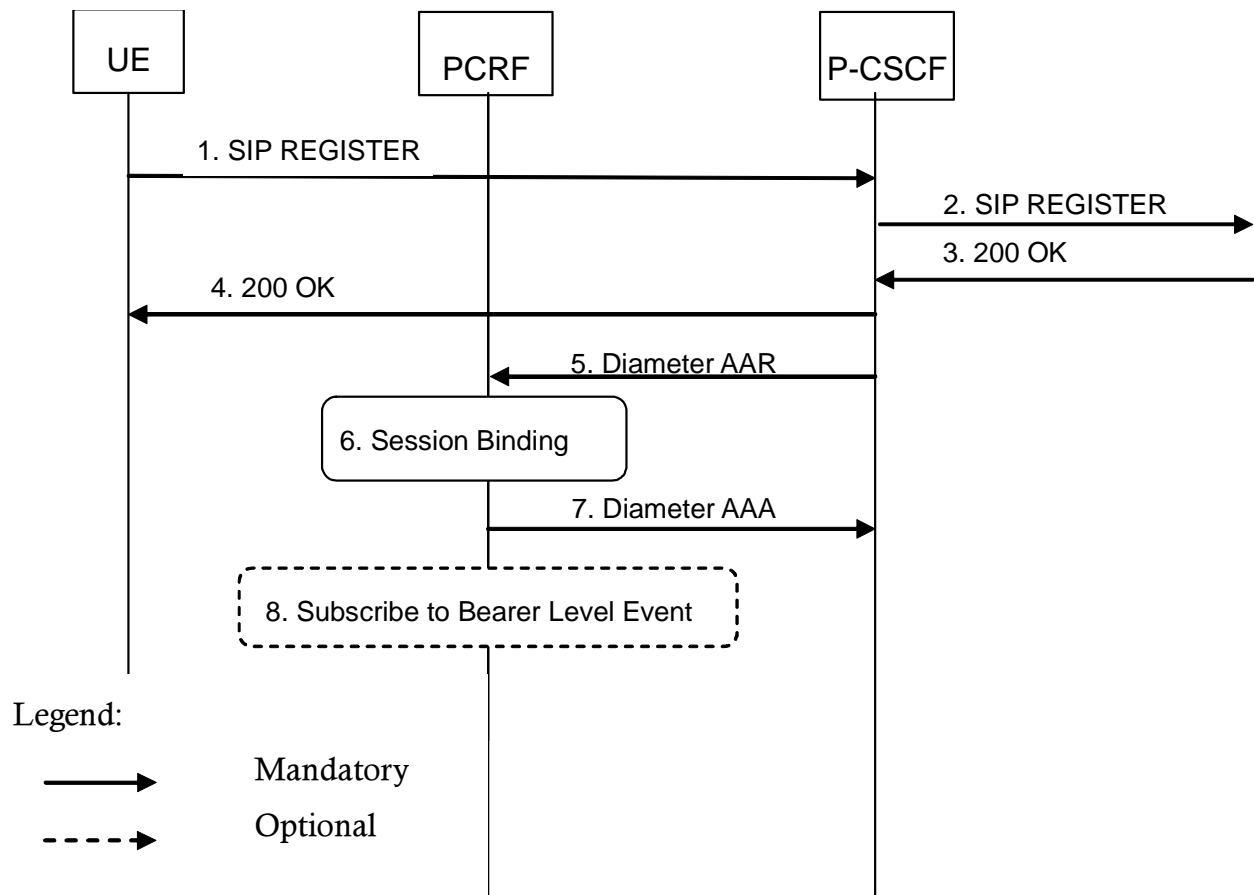 UE
PCRF
P-CSCF
1. SIP REGISTER
2. SIP REGISTER
3. 200 OK
4. 200 OK
5. Diameter AAR
6. Session Binding
7. Diameter AAA
8. Subscribe to Bearer Level Event
Legend:
Mandatory
Optional